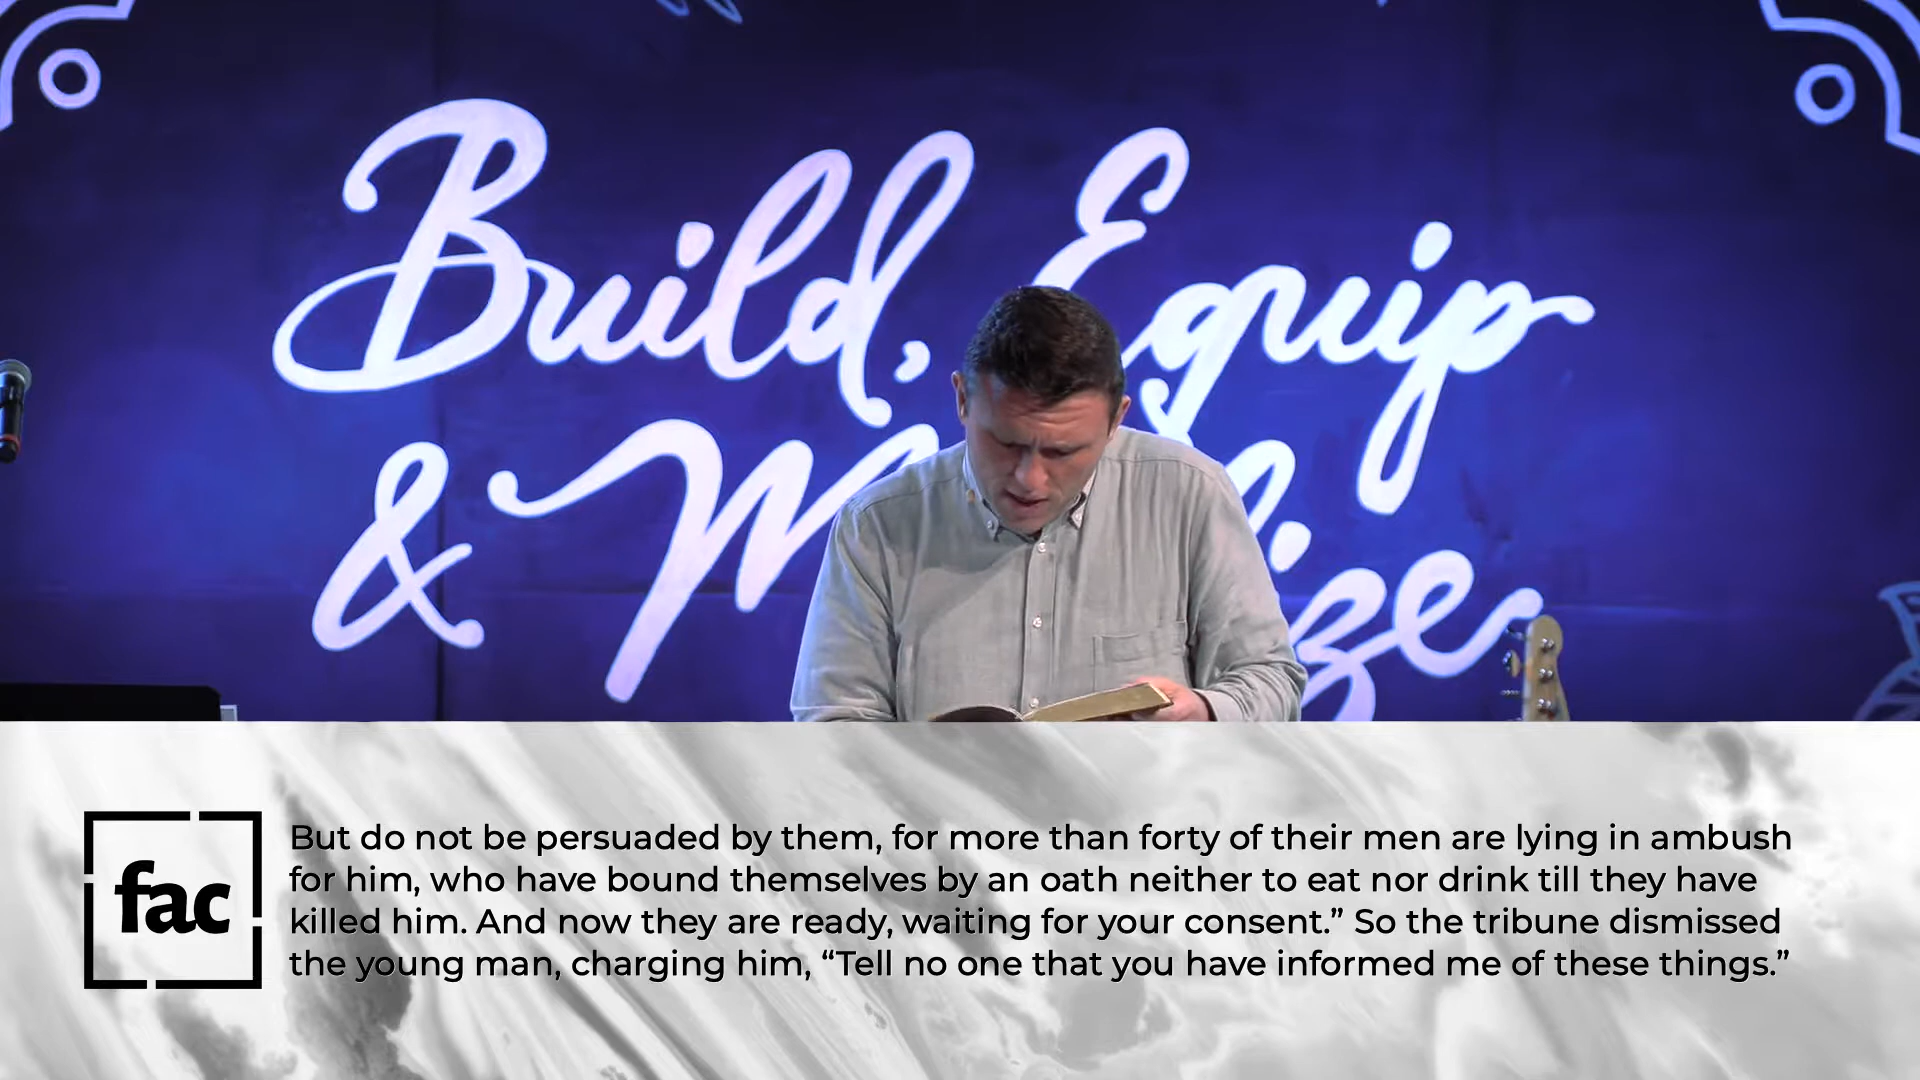 Build, Equip
&
fac
But do not be persuaded by them, for more than forty of their men are lying in ambush
for him, who have bound themselves by an oath neither to eat nor drink till they have
killed him. And now they are ready, waiting for your consent.” So the tribune dismissed
the young man, charging him, “Tell no one that you have informed me of these things.”